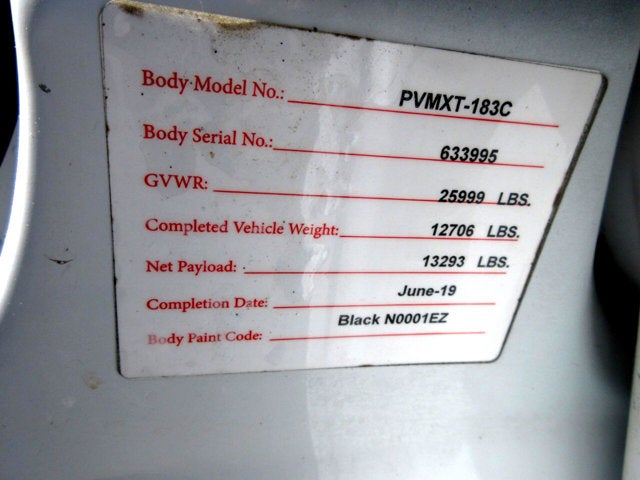 Body Model No.: PVMXT-183C
Body Serial No.: 633995
GVWR: 25999 LBS.
Completed Vehicle Weight: 12706 LBS.
Net Payload: 13293 LBS.
Completion Date: June-19
Body Paint Code: Black N0001EZ